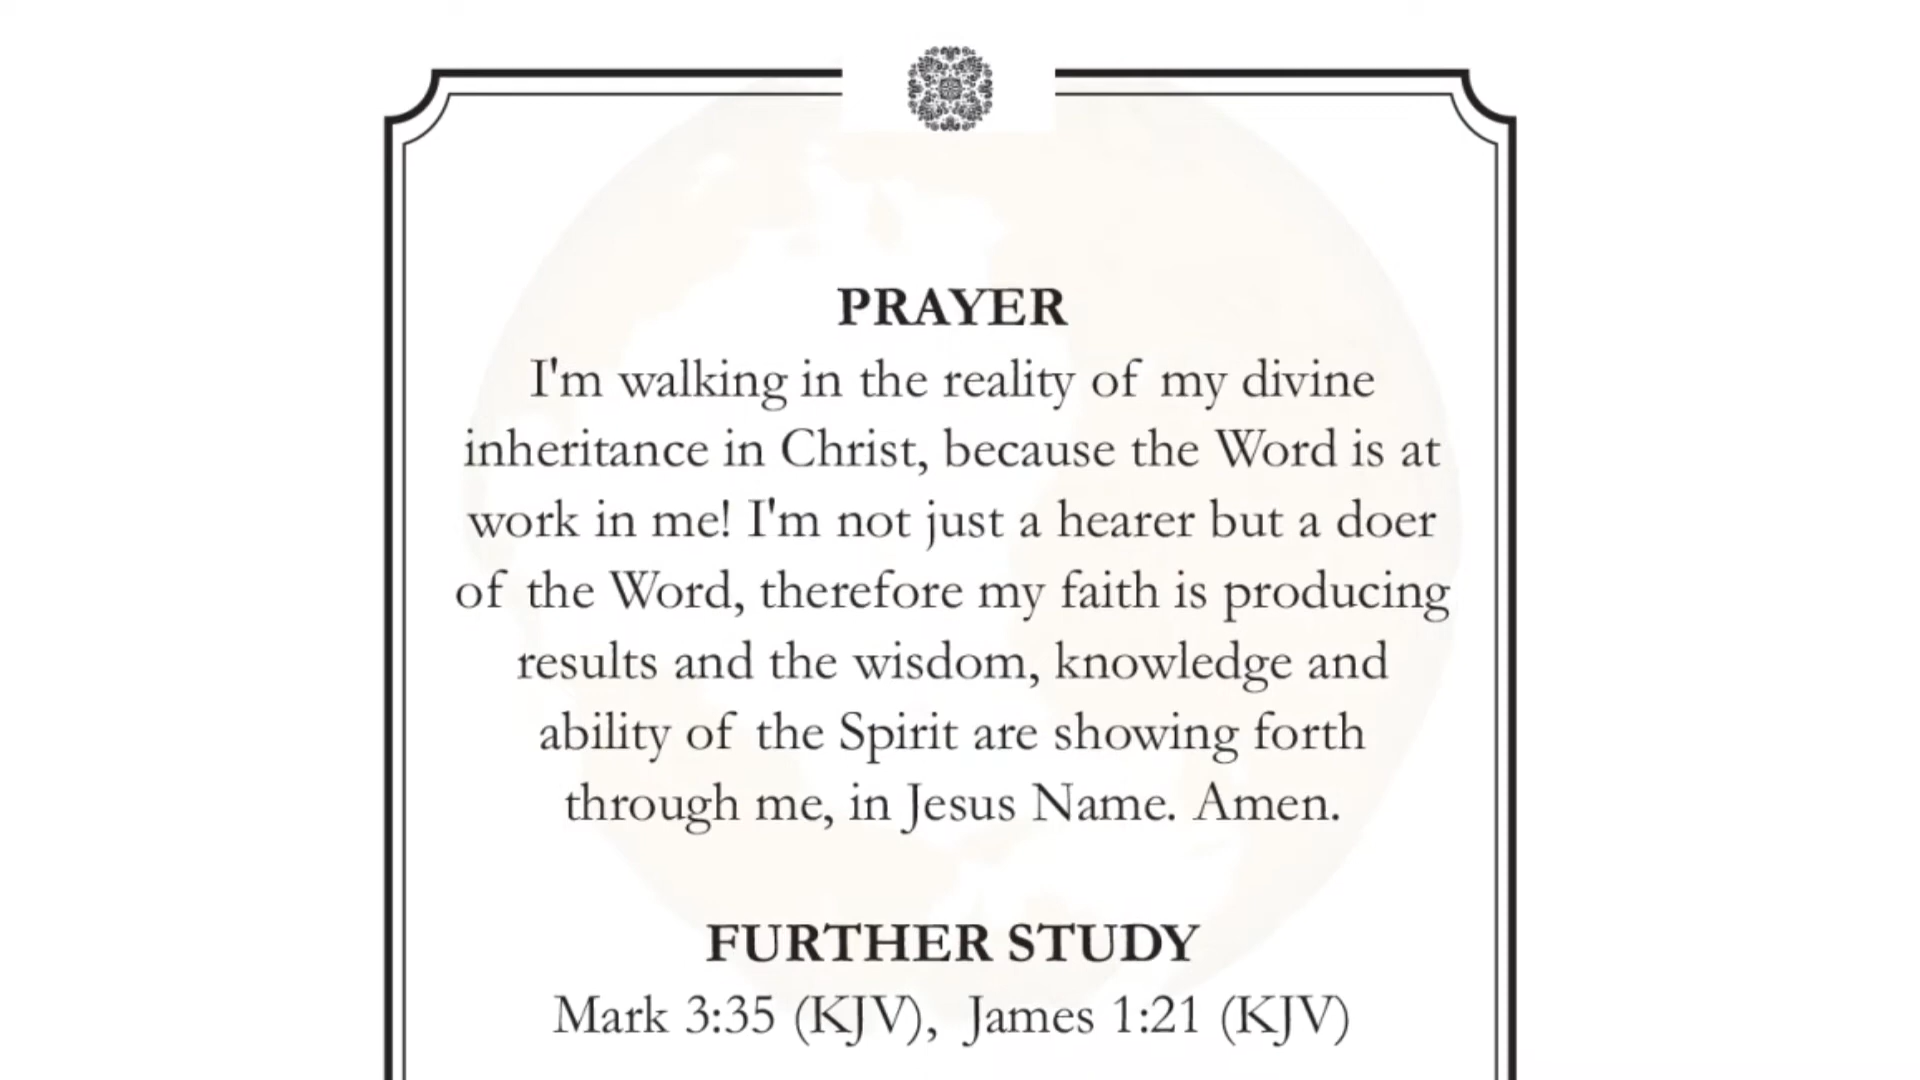 PRAYER
I'm walking in the reality of my divine
inheritance in Christ, because the Word is at
work in me! I'm not just a hearer but a doer
of the Word, therefore my faith is producing
results and the wisdom, knowledge and
ability of the Spirit are showing forth
through me, in Jesus Name. Amen.
FURTHER STUDY
Mark 3:35 (KJV), James 1:21 (KJV)